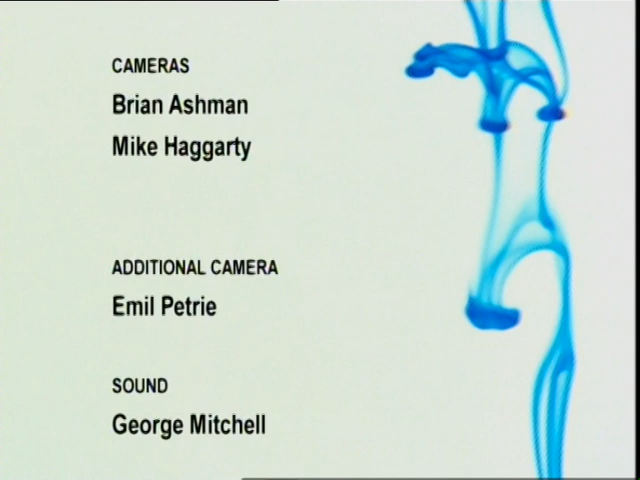 CAMERAS
Brian Ashman
Mike Haggarty
ADDITIONAL CAMERA
Emil Petrie
SOUND
George Mitchell